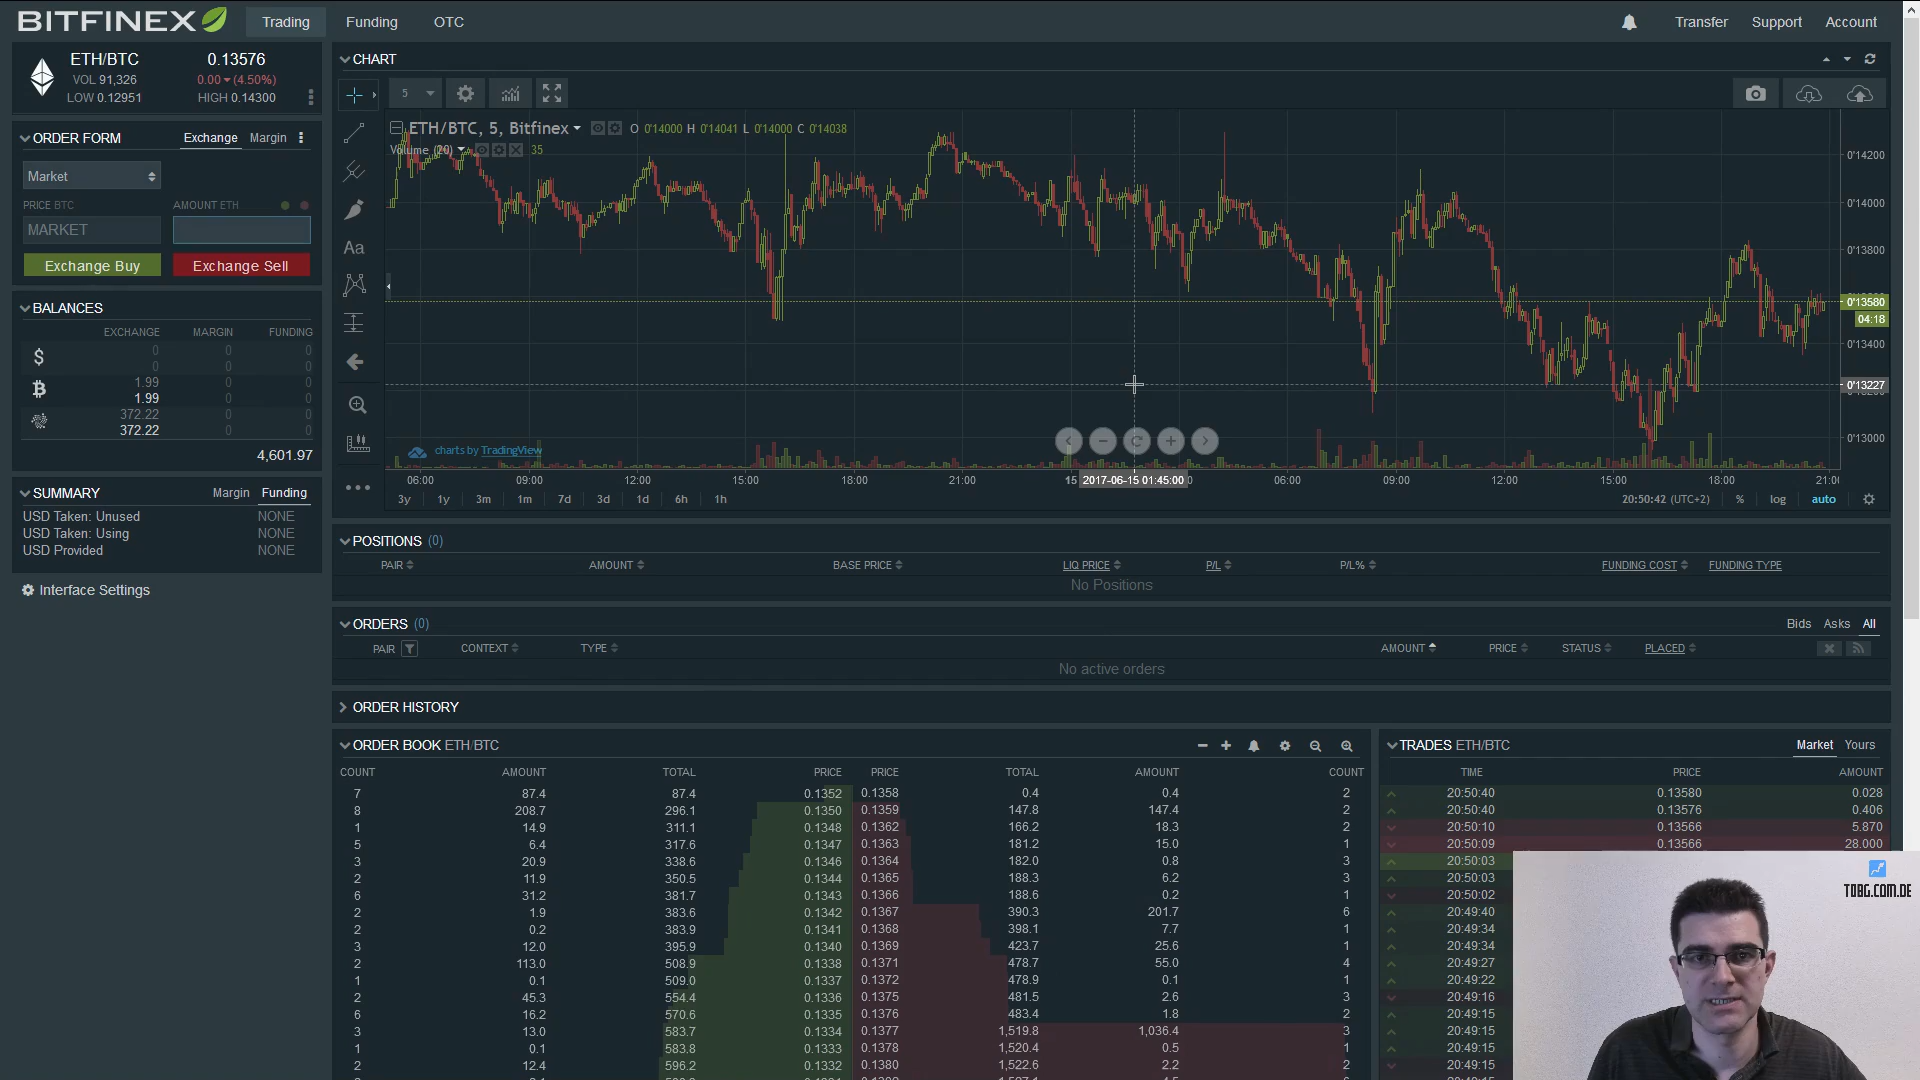 BITFINEX
Trading
Funding
OTC
Transfer
Support
Account
ETH/BTC 0.13576
VOL 91,326 0.00 (4.50%)
LOW 0.12951 HIGH 0.14300
ORDER FORM Exchange Margin
Market
PRICE BTC AMOUNT ETH
MARKET
Exchange Buy Exchange Sell
BALANCES
EXCHANGE MARGIN FUNDING
$ 0 0 0
0 0 0
1.99 0 0
1.99 0 0
372.22 0 0
372.22 0 0
4,601.97
SUMMARY Margin Funding
USD Taken: Unused NONE
USD Taken: Using NONE
USD Provided NONE
Interface Settings
CHART
5
ETH/BTC, 5, Bitfinex O 0'14000 H 0'14041 L 0'14000 C 0'14038
Volume (20) 35
Aa
0'14200
0'14000
0'13800
0'13580
04:18
0'13400
0'13227
0'13000
charts by TradingView
06:00 09:00 12:00 15:00 18:00 21:00 15 2017-06-15 01:45:00 06:00 09:00 12:00 15:00 18:00 21:00
3y 1y 3m 1m 7d 3d 1d 6h 1h 20:50:42 (UTC+2) % log auto
POSITIONS (0)
PAIR AMOUNT BASE PRICE LIQ PRICE P/L P/L% FUNDING COST FUNDING TYPE
No Positions
ORDERS (0) Bids Asks All
PAIR CONTEXT TYPE AMOUNT PRICE STATUS PLACED
No active orders
ORDER HISTORY
ORDER BOOK ETH/BTC
COUNT AMOUNT TOTAL PRICE PRICE TOTAL AMOUNT COUNT
7 87.4 87.4 0.1352 0.1358 0.4 0.4 2
8 208.7 296.1 0.1350 0.1359 147.8 147.4 2
1 14.9 311.1 0.1348 0.1362 166.2 18.3 2
5 6.4 317.6 0.1347 0.1363 181.2 15.0 1
3 20.9 338.6 0.1346 0.1364 182.0 0.8 3
2 11.9 350.5 0.1344 0.1365 188.3 6.2 3
6 31.2 381.7 0.1343 0.1366 188.6 0.2 1
2 1.9 383.6 0.1342 0.1367 390.3 201.7 6
2 0.2 383.9 0.1341 0.1368 398.1 7.7 1
3 12.0 395.9 0.1340 0.1369 423.7 25.6 1
2 113.0 508.9 0.1338 0.1371 478.7 55.0 4
1 0.1 509.0 0.1337 0.1372 478.9 0.1 1
2 45.3 554.4 0.1336 0.1375 481.5 2.6 3
6 16.2 570.6 0.1335 0.1376 483.4 1.8 2
3 13.0 583.7 0.1334 0.1377 1,519.8 1,036.4 3
1 0.1 583.8 0.1333 0.1378 1,520.4 0.5 1
2 12.4 596.2 0.1332 0.1380 1,522.6 2.2 2
TRADES ETH/BTC Market Yours
TIME PRICE AMOUNT
20:50:40 0.13580 0.028
20:50:40 0.13576 0.406
20:50:10 0.13566 5.870
20:50:09 0.13566 28.000
20:50:03
20:50:03
20:50:02
20:49:40
20:49:34
20:49:34
20:49:27
20:49:22
20:49:16
20:49:15
20:49:15
20:49:15
20:49:15
TOBG.COM.DE